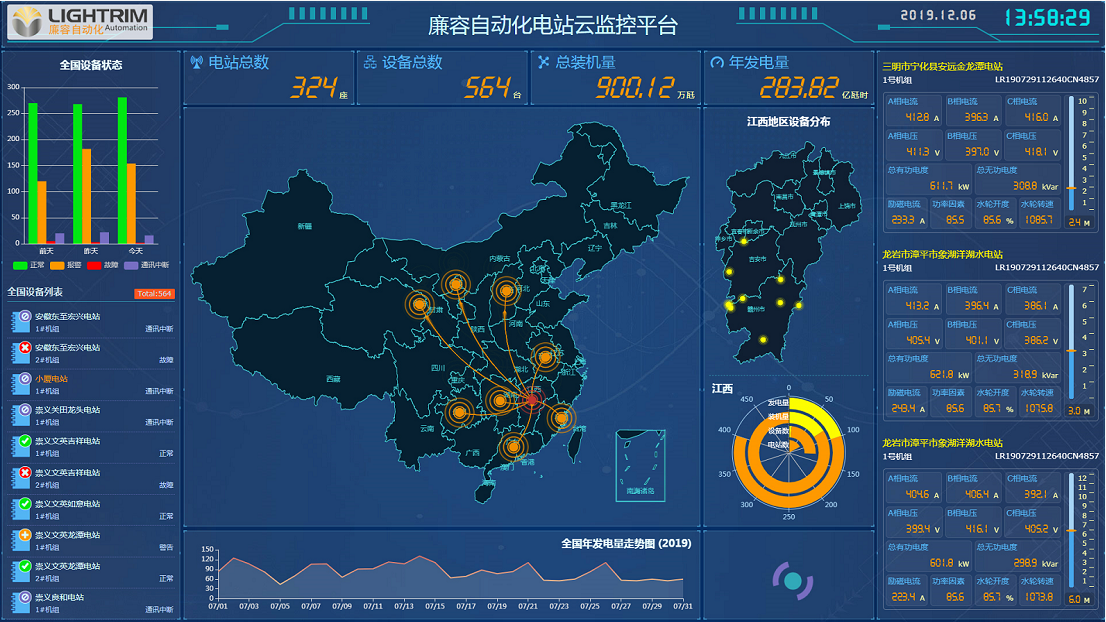 LIGHTRIM
廉容自动化 Automation
廉容自动化电站云监控平台
2019.12.06
13:58:29
全国设备状态
300
250
200
150
100
50
0
前天 昨天 今天
正常 报警 故障 通讯中断
全国设备列表 Total:564
安徽东至宏兴电站
1#机组 通讯中断
安徽东至宏兴电站
2#机组 故障
小厦电站
1#机组 通讯中断
崇义关田龙头电站
1#机组 通讯中断
崇义文英吉祥电站
1#机组 正常
崇义文英吉祥电站
2#机组 故障
崇义文英如意电站
1#机组 正常
崇义文英龙潭电站
1#机组 警告
崇义文英龙潭电站
2#机组 正常
崇义良和电站
1#机组 通讯中断
电站总数
324 座
设备总数
564 台
总装机量
900.12 万瓩
年发电量
283.82 亿瓩时
黑龙江
吉林
辽宁
新疆
内蒙古
河北
山东
甘肃
陕西
河南
西藏
四川
重庆
湖北
浙江
江西
云南
广西
台湾
香港
澳门
海南
南海诸岛
江西地区设备分布
九江市
景德镇市
南昌市
上饶市
鹰潭市
抚州市
宜春市
新余市
萍乡市
吉安市
赣州市
江西
0
50
100
150
200
250
300
350
400
450
发电量
装机量
设备数
电站数
全国年发电量走势图 (2019)
150
120
90
60
30
0
07/01 07/03 07/05 07/07 07/09 07/11 07/13 07/15 07/17 07/19 07/21 07/23 07/25 07/27 07/29 07/31
三明市宁化县安远金龙潭电站
1号机组 LR190729112640CN4857
A相电流 B相电流 C相电流
412.8 A 396.3 A 416.0 A
A相电压 B相电压 C相电压
411.3 V 397.0 V 418.1 V
总有功电度 总无功电度
611.7 kW 308.8 kVar
励磁电流 功率因素 水轮开度 水轮转速
233.3 A 85.5 85.6 % 1085.7
10
9
8
7
6
5
4
3
2
1
2.4 M
龙岩市漳平市象湖洋湖水电站
1号机组 LR190729112640CN4857
A相电流 B相电流 C相电流
413.2 A 396.4 A 386.1 A
A相电压 B相电压 C相电压
405.4 V 401.1 V 386.2 V
总有功电度 总无功电度
621.8 kW 318.9 kVar
励磁电流 功率因素 水轮开度 水轮转速
248.4 A 85.6 85.7 % 1075.8
7
6
5
4
3
2
1
3.0 M
龙岩市漳平市象湖洋湖水电站
1号机组 LR190729112640CN4857
A相电流 B相电流 C相电流
404.6 A 406.4 A 392.1 A
A相电压 B相电压 C相电压
399.4 V 416.1 V 405.2 V
总有功电度 总无功电度
601.8 kW 298.9 kVar
励磁电流 功率因素 水轮开度 水轮转速
223.4 A 85.6 85.7 % 1073.8
12
11
10
9
8
7
6
5
4
3
2
1
6.0 M